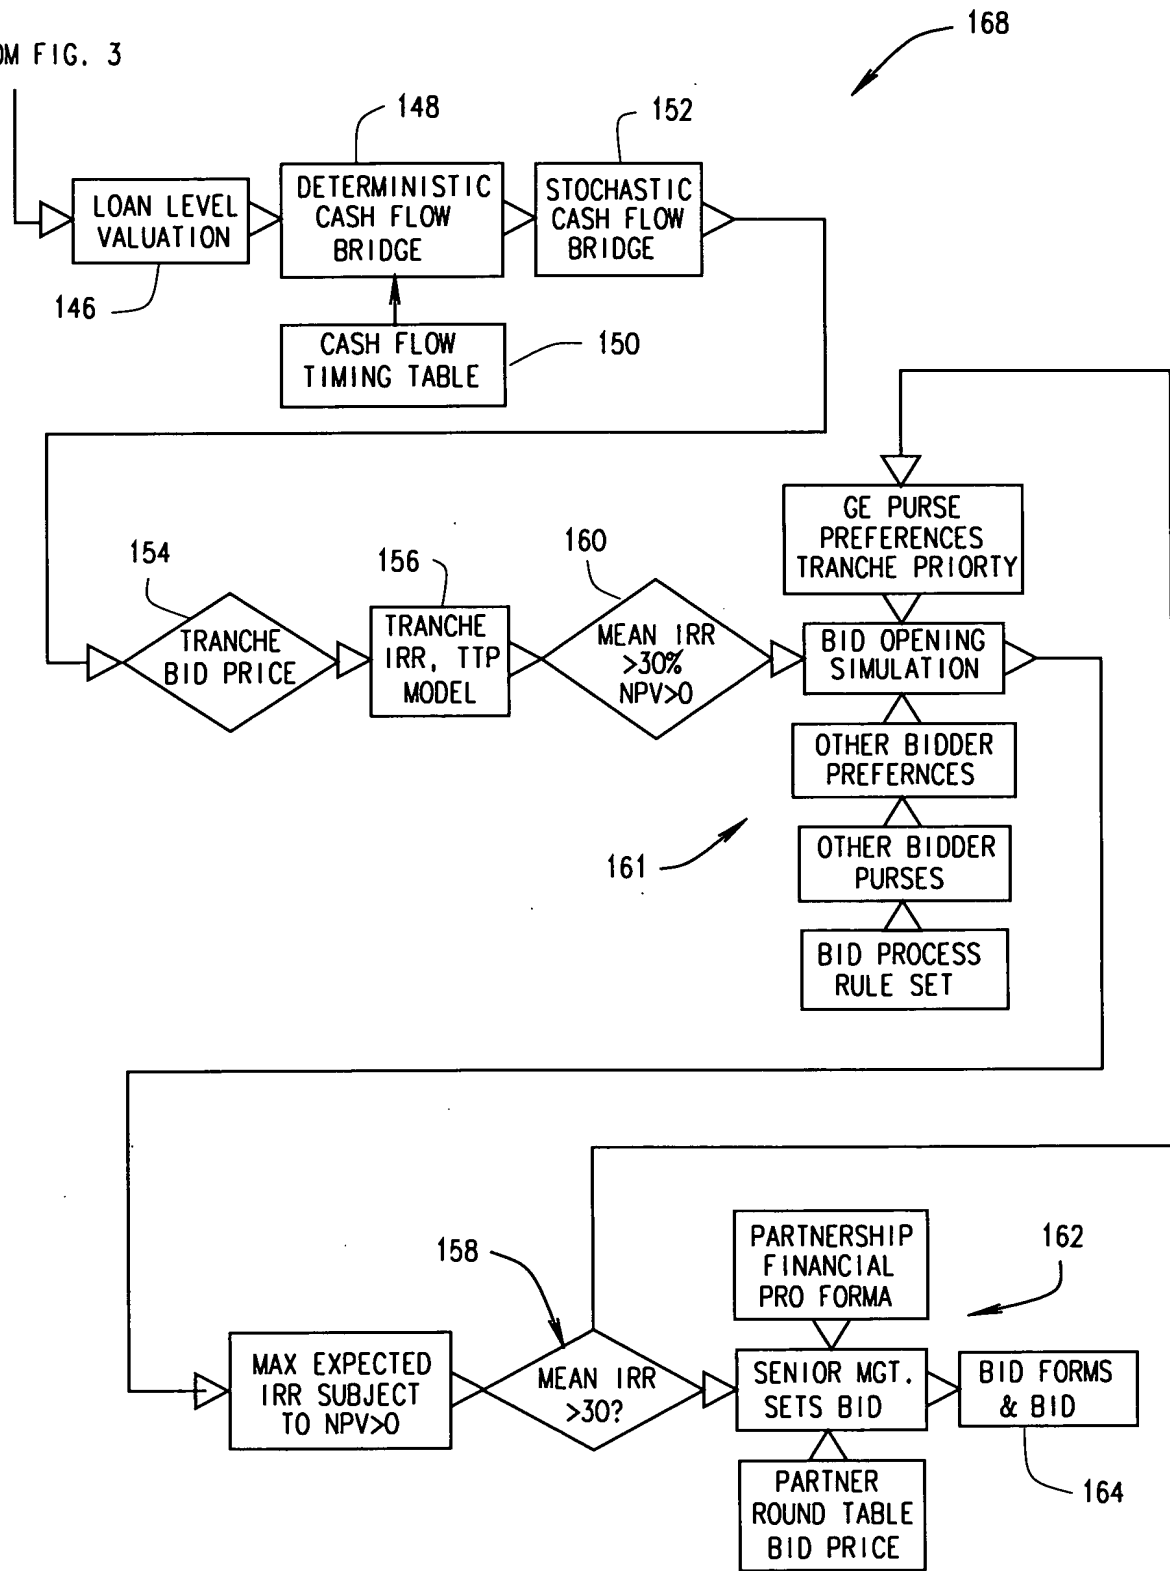 168
OM FIG. 3
148
152
LOAN LEVEL
VALUATION
DETERMINISTIC
CASH FLOW
BRIDGE
STOCHASTIC
CASH FLOW
BRIDGE
146
CASH FLOW
TIMING TABLE
150
GE PURSE
PREFERENCES
TRANCHE PRIORTY
154
156
160
TRANCHE
BID PRICE
TRANCHE
IRR, TTP
MODEL
MEAN IRR
>30%
NPV>0
BID OPENING
SIMULATION
OTHER BIDDER
PREFERNCES
161
OTHER BIDDER
PURSES
BID PROCESS
RULE SET
158
PARTNERSHIP
FINANCIAL
PRO FORMA
162
MAX EXPECTED
IRR SUBJECT
TO NPV>0
MEAN IRR
>30?
SENIOR MGT.
SETS BID
BID FORMS
& BID
PARTNER
ROUND TABLE
BID PRICE
164